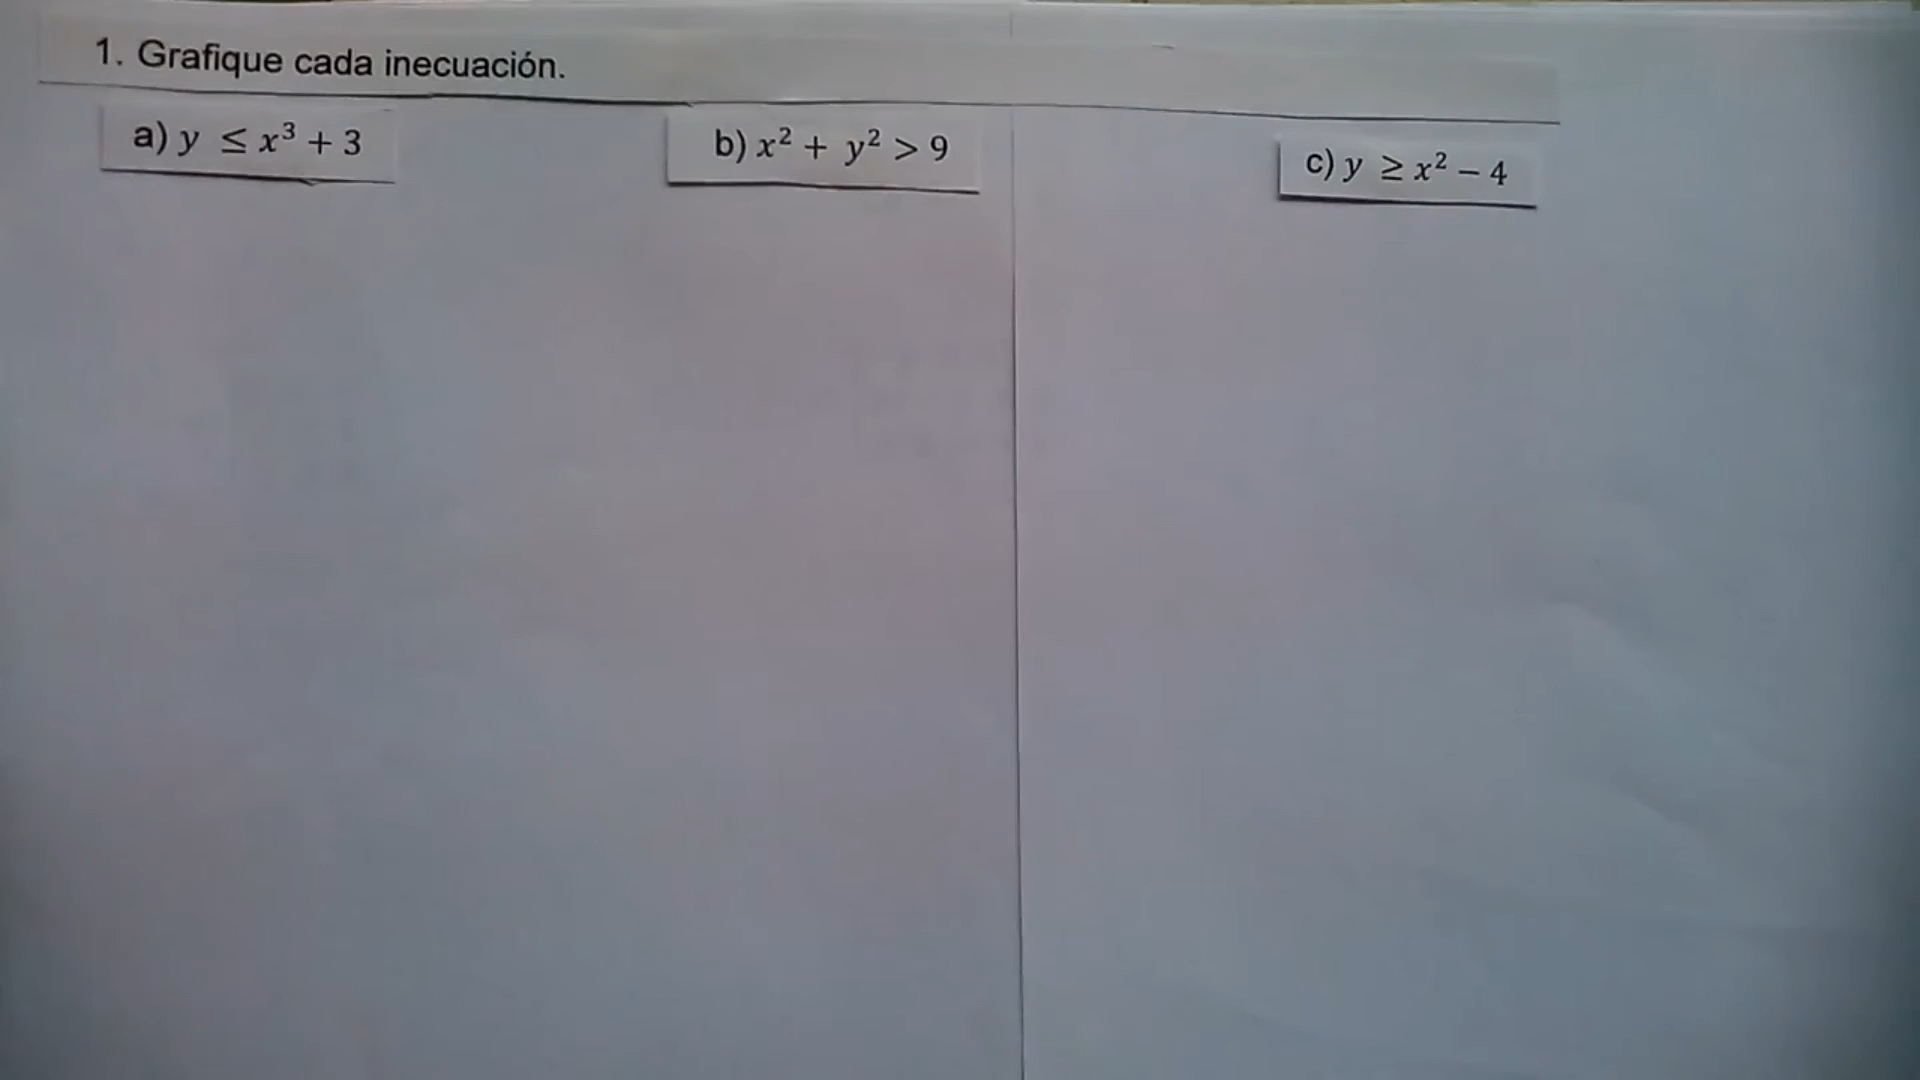 1. Grafique cada inecuación.
a) y ≤ x³ + 3
b) x² + y² > 9
c) y ≥ x² − 4